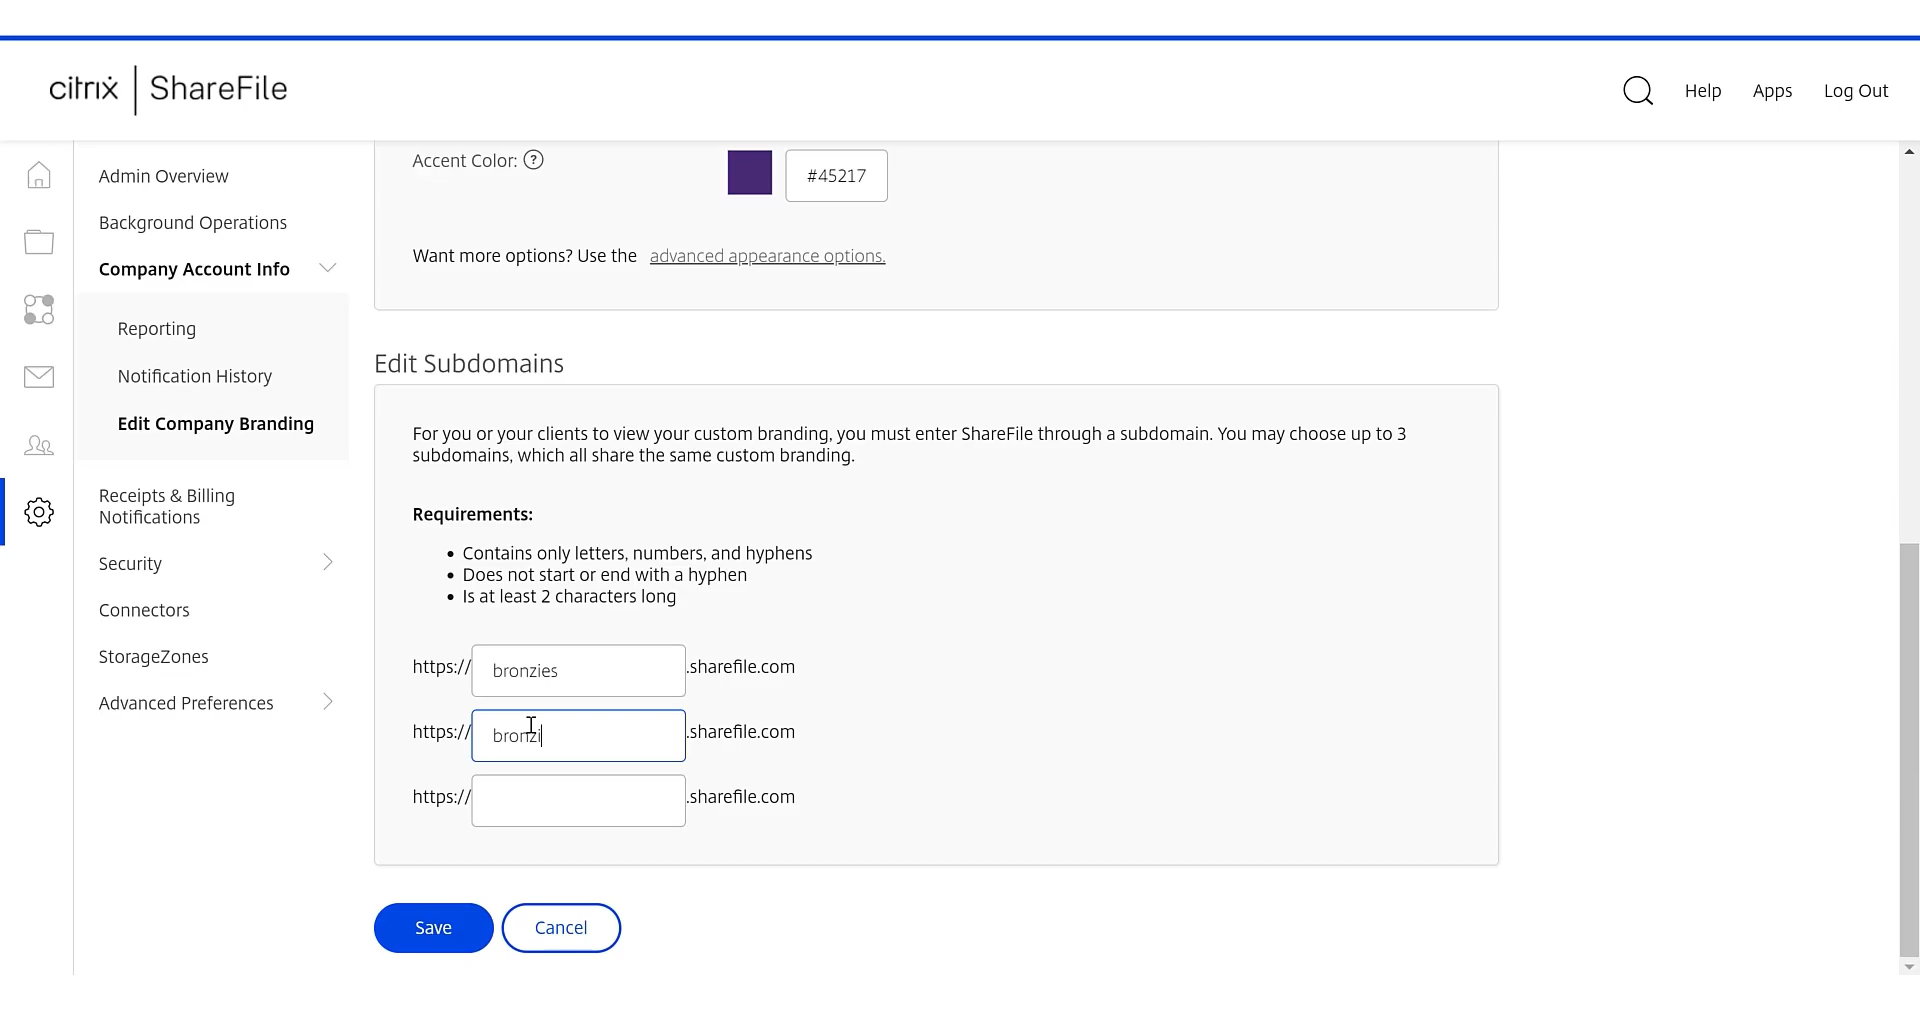 citrix | ShareFile
Help
Apps
Log Out
Admin Overview
Background Operations
Company Account Info
Reporting
Notification History
Edit Company Branding
Receipts & Billing
Notifications
Security
Connectors
StorageZones
Advanced Preferences
Accent Color: ?
#45217
Want more options? Use the advanced appearance options.
Edit Subdomains
For you or your clients to view your custom branding, you must enter ShareFile through a subdomain. You may choose up to 3
subdomains, which all share the same custom branding.
Requirements:
• Contains only letters, numbers, and hyphens
• Does not start or end with a hyphen
• Is at least 2 characters long
https:// bronzies .sharefile.com
https:// bronzi .sharefile.com
https:// .sharefile.com
Save
Cancel